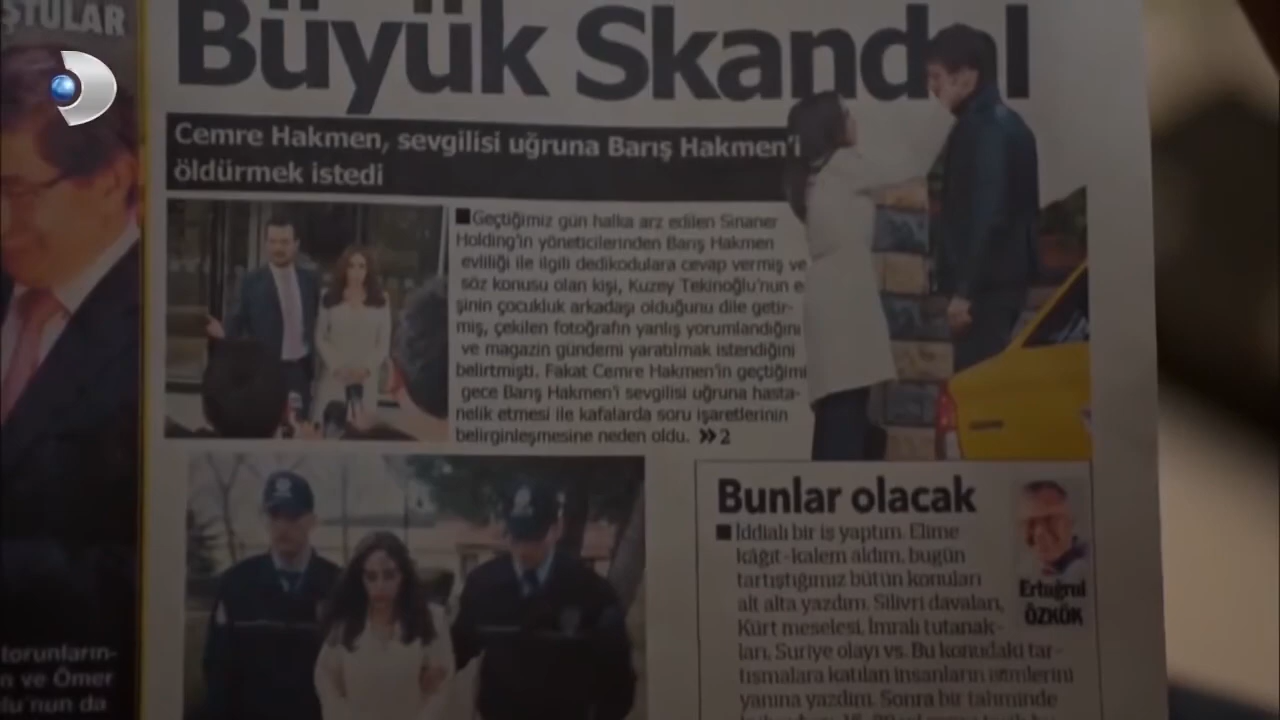 ŞTULAR
Büyük Skandal
Cemre Hakmen, sevgilisi uğruna Barış Hakmen'i
öldürmek istedi
Geçtiğimiz gün halka arz edilen Sinaner
Holding'in yöneticilerinden Barış Hakmen
evliliği ile ilgili dedikodulara cevap vermiş ve
söz konusu olan kişi, Kuzey Tekinoğlu'nun e
şinin çocukluk arkadaşı olduğunu dile getir-
miş, çekilen fotoğrafın yanlış yorumlandığını
ve magazin gündemi yaratılmak istendiğini
belirtmişti. Fakat Cemre Hakmen'in geçtiğimi
gece Barış Hakmen'i sevgilisi uğruna hasta-
nelik etmesi ile kafalarda soru işaretlerinin
belirginleşmesine neden oldu. »2
Bunlar olacak
İddialı bir iş yaptım. Elime
kâğıt-kalem aldım, bugün
tartıştığımız bütün konuları
alt alta yazdım. Silivri davaları,
Kürt meselesi, İmralı tutanak-
ları, Suriye olayı vs. Bu konudaki tar-
tışmalara katılan insanların isimlerini
yanına yazdım. Sonra bir tahminde
Ertuğrul
ÖZKÖK
torunların-
n ve Ömer
lu'nun da